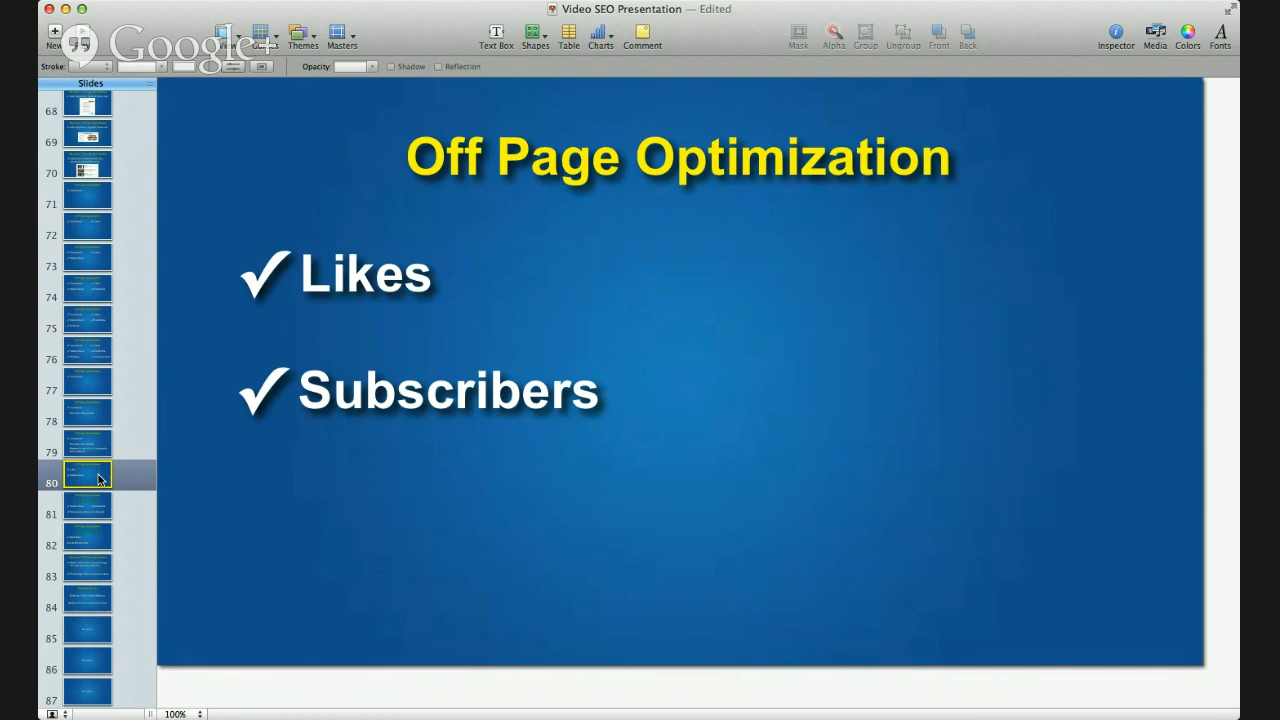 Video SEO Presentation — Edited
Google+
New
View
Themes
Masters
Text Box
Shapes
Table
Charts
Comment
Mask
Alpha
Group
Ungroup
Front
Back
Inspector
Media
Colors
Fonts
Stroke:
Opacity:
Shadow
Reflection
Slides
68
69
70
71
72
73
74
75
76
77
78
79
80
81
82
83
84
85
86
87
Off Page Optimization
✓ Likes
✓ Subscribers
100%